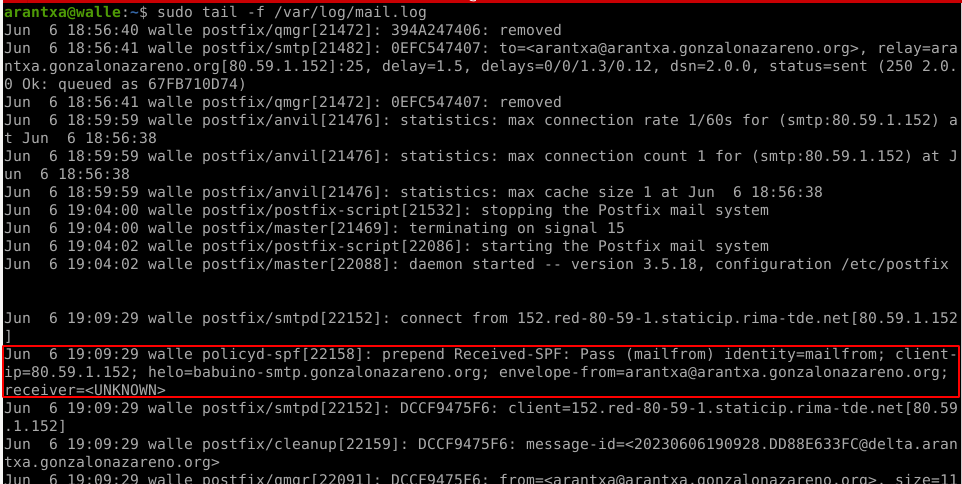 arantxa@walle:~$ sudo tail -f /var/log/mail.log
Jun  6 18:56:40 walle postfix/qmgr[21472]: 394A247406: removed
Jun  6 18:56:41 walle postfix/smtp[21482]: 0EFC547407: to=<arantxa@arantxa.gonzalonazareno.org>, relay=ara
ntxa.gonzalonazareno.org[80.59.1.152]:25, delay=1.5, delays=0/0/1.3/0.12, dsn=2.0.0, status=sent (250 2.0.
0 Ok: queued as 67FB710D74)
Jun  6 18:56:41 walle postfix/qmgr[21472]: 0EFC547407: removed
Jun  6 18:59:59 walle postfix/anvil[21476]: statistics: max connection rate 1/60s for (smtp:80.59.1.152) a
t Jun  6 18:56:38
Jun  6 18:59:59 walle postfix/anvil[21476]: statistics: max connection count 1 for (smtp:80.59.1.152) at J
un  6 18:56:38
Jun  6 18:59:59 walle postfix/anvil[21476]: statistics: max cache size 1 at Jun  6 18:56:38
Jun  6 19:04:00 walle postfix/postfix-script[21532]: stopping the Postfix mail system
Jun  6 19:04:00 walle postfix/master[21469]: terminating on signal 15
Jun  6 19:04:02 walle postfix/postfix-script[22086]: starting the Postfix mail system
Jun  6 19:04:02 walle postfix/master[22088]: daemon started -- version 3.5.18, configuration /etc/postfix
Jun  6 19:09:29 walle postfix/smtpd[22152]: connect from 152.red-80-59-1.staticip.rima-tde.net[80.59.1.152
]
Jun  6 19:09:29 walle policyd-spf[22158]: prepend Received-SPF: Pass (mailfrom) identity=mailfrom; client-
ip=80.59.1.152; helo=babuino-smtp.gonzalonazareno.org; envelope-from=arantxa@arantxa.gonzalonazareno.org;
receiver=<UNKNOWN>
Jun  6 19:09:29 walle postfix/smtpd[22152]: DCCF9475F6: client=152.red-80-59-1.staticip.rima-tde.net[80.59
.1.152]
Jun  6 19:09:29 walle postfix/cleanup[22159]: DCCF9475F6: message-id=<20230606190928.DD88E633FC@delta.aran
txa.gonzalonazareno.org>
Jun  6 19:09:29 walle postfix/qmgr[22091]: DCCF9475F6: from=<arantxa@arantxa.gonzalonazareno.org>, size=11